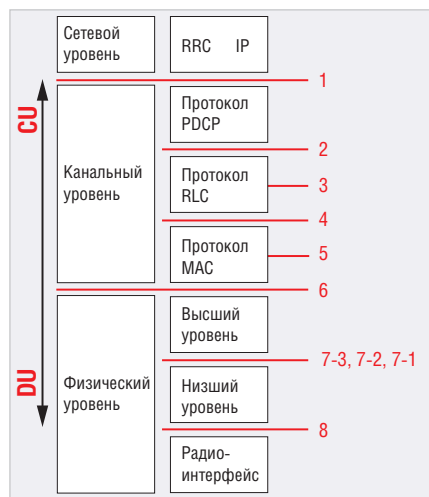 Сетевой
уровень
RRC IP
1
CU
Протокол
PDCP
2
Канальный
уровень
Протокол
RLC
3
4
Протокол
MAC
5
6
Высший
уровень
7-3, 7-2, 7-1
DU
Физический
уровень
Низший
уровень
8
Радио-
интерфейс